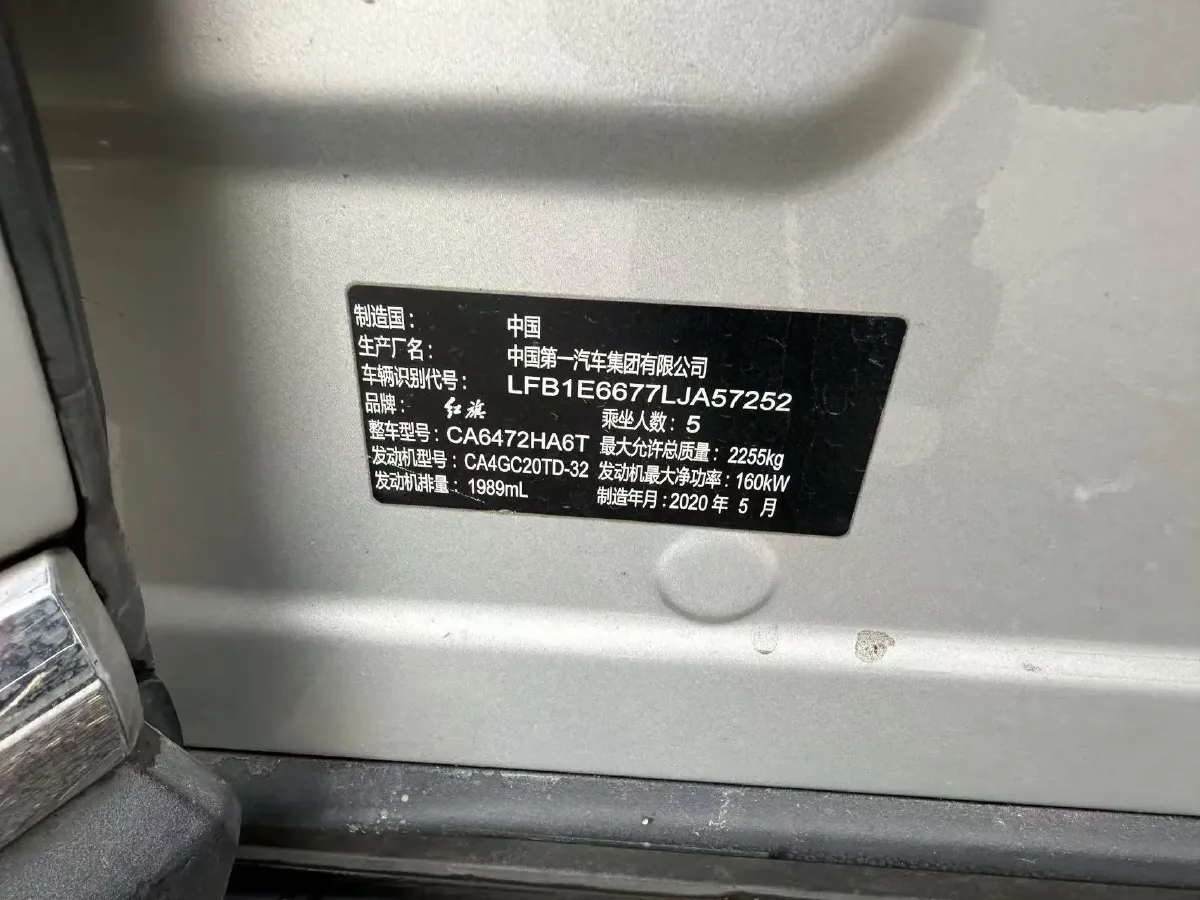 制造国： 中国
生产厂名： 中国第一汽车集团有限公司
车辆识别代号： LFB1E6677LJA57252
品牌： 红旗 乘坐人数：5
整车型号：CA6472HA6T 最大允许总质量：2255kg
发动机型号：CA4GC20TD-32 发动机最大净功率：160kW
发动机排量：1989mL 制造年月：2020 年 5 月